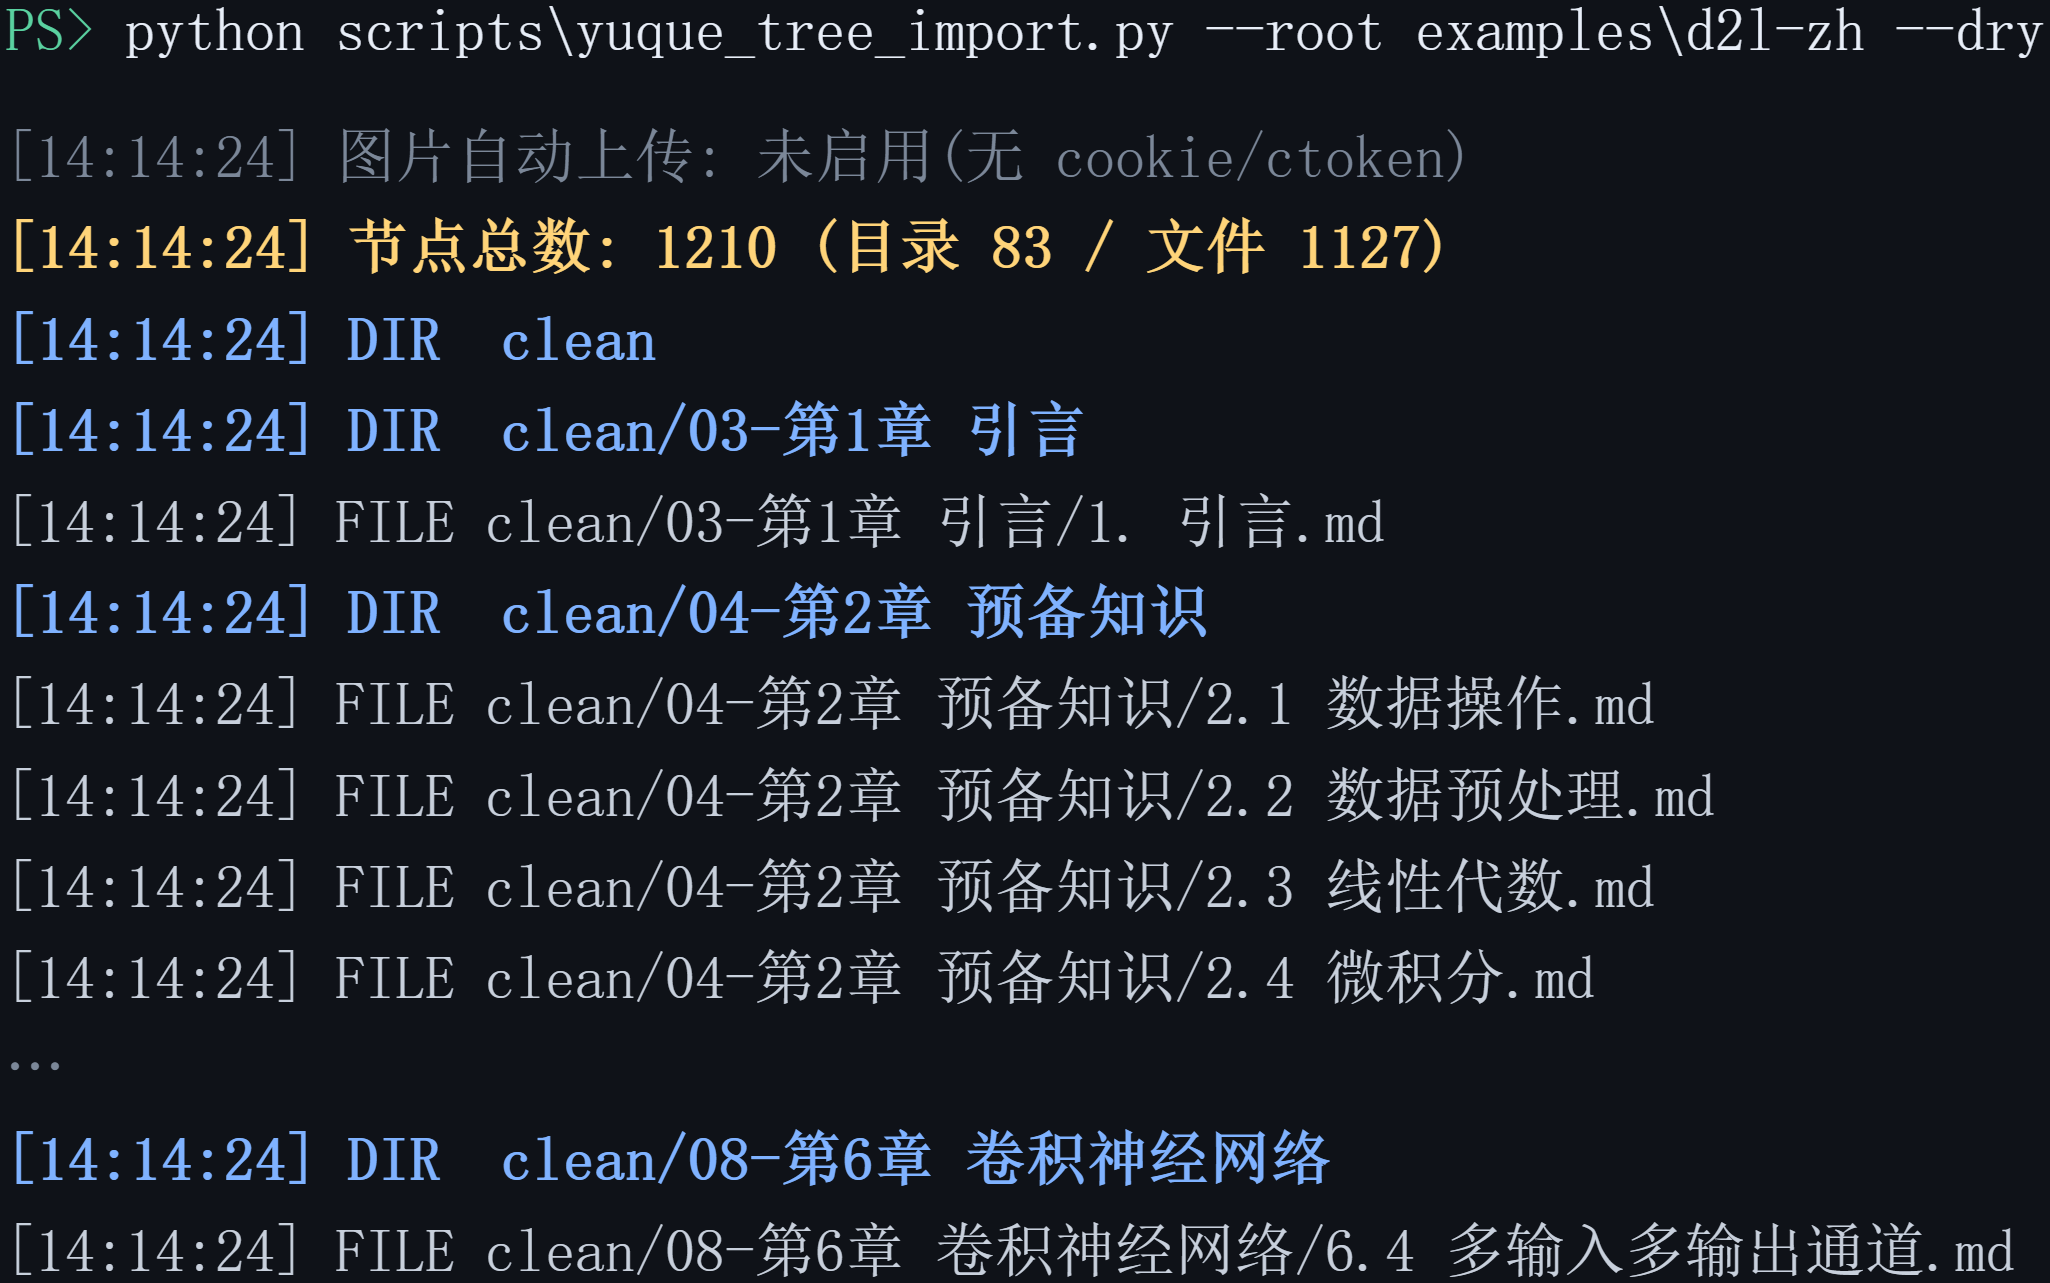 PS> python scripts\yuque_tree_import.py --root examples\d2l-zh --dry
[14:14:24] 图片自动上传: 未启用(无 cookie/ctoken)
[14:14:24] 节点总数: 1210 (目录 83 / 文件 1127)
[14:14:24] DIR  clean
[14:14:24] DIR  clean/03-第1章 引言
[14:14:24] FILE clean/03-第1章 引言/1. 引言.md
[14:14:24] DIR  clean/04-第2章 预备知识
[14:14:24] FILE clean/04-第2章 预备知识/2.1 数据操作.md
[14:14:24] FILE clean/04-第2章 预备知识/2.2 数据预处理.md
[14:14:24] FILE clean/04-第2章 预备知识/2.3 线性代数.md
[14:14:24] FILE clean/04-第2章 预备知识/2.4 微积分.md
…
[14:14:24] DIR  clean/08-第6章 卷积神经网络
[14:14:24] FILE clean/08-第6章 卷积神经网络/6.4 多输入多输出通道.md